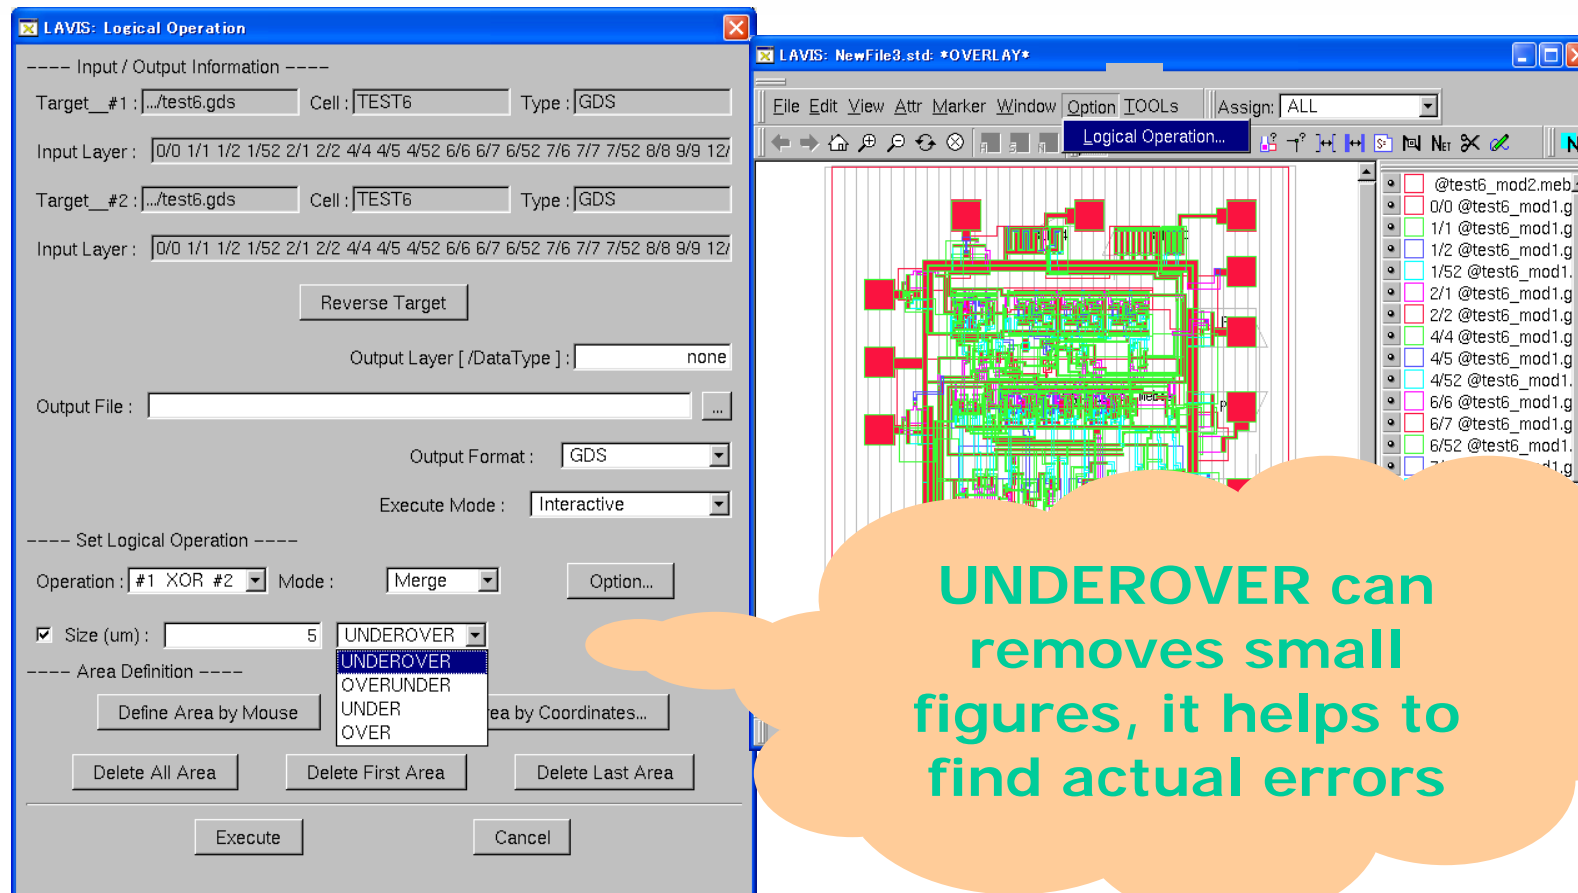 LAVIS: Logical Operation
---- Input / Output Information ----
Target__#1 : .../test6.gds Cell : TEST6 Type : GDS
Input Layer : 0/0 1/1 1/2 1/52 2/1 2/2 4/4 4/5 4/52 6/6 6/7 6/52 7/6 7/7 7/52 8/8 9/9 12/
Target__#2 : .../test6.gds Cell : TEST6 Type : GDS
Input Layer : 0/0 1/1 1/2 1/52 2/1 2/2 4/4 4/5 4/52 6/6 6/7 6/52 7/6 7/7 7/52 8/8 9/9 12/
Reverse Target
Output Layer [ /DataType ] : none
Output File : ...
Output Format : GDS
Execute Mode : Interactive
---- Set Logical Operation ----
Operation : #1 XOR #2 Mode : Merge Option...
Size (um) : 5 UNDEROVER
UNDEROVER
OVERUNDER
UNDER
OVER
---- Area Definition ----
Define Area by Mouse ea by Coordinates...
Delete All Area Delete First Area Delete Last Area
Execute Cancel
LAVIS: NewFile3.std: *OVERLAY*
File Edit View Attr Marker Window Option TOOLs Assign: ALL
Logical Operation...
NET
N
@test6_mod2.meb
0/0 @test6_mod1.g
1/1 @test6_mod1.g
1/2 @test6_mod1.g
1/52 @test6_mod1.
2/1 @test6_mod1.g
2/2 @test6_mod1.g
4/4 @test6_mod1.g
4/5 @test6_mod1.g
4/52 @test6_mod1.
6/6 @test6_mod1.g
6/7 @test6_mod1.g
6/52 @test6_mod1.
UNDEROVER can
removes small
figures, it helps to
find actual errors